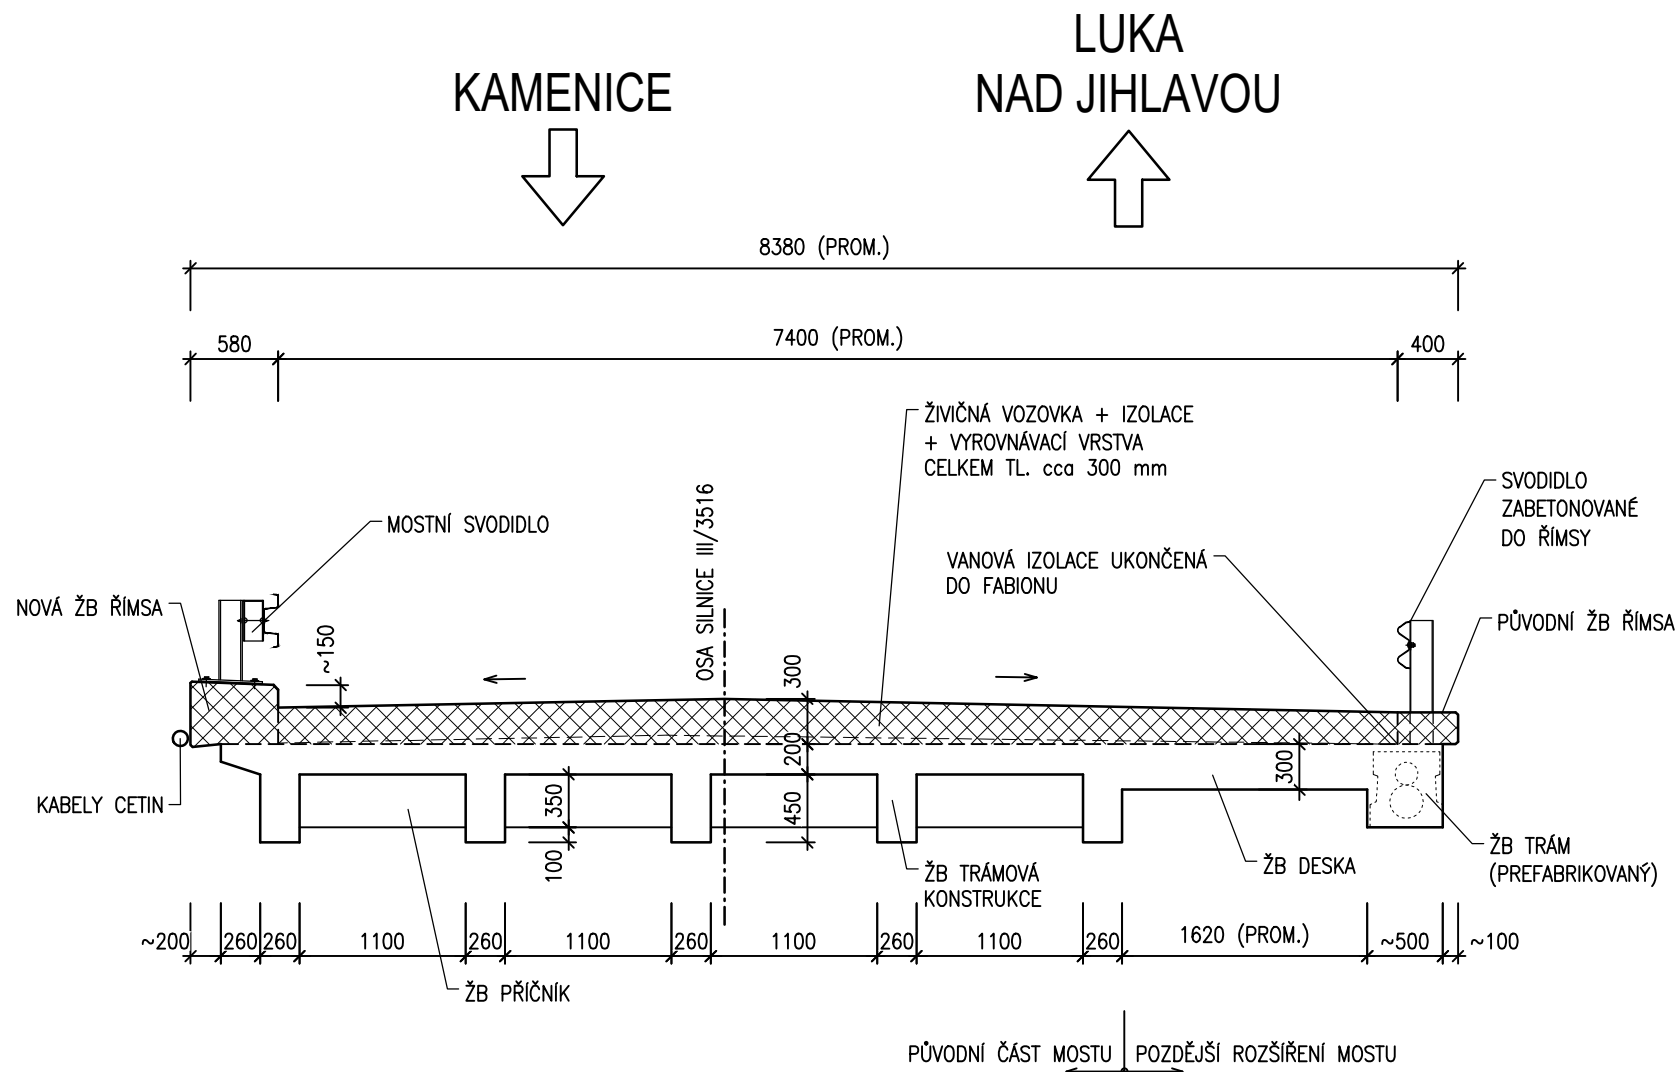 LUKA
KAMENICE
NAD JIHLAVOU
8380 (PROM.)
580
7400 (PROM.)
400
ŽIVIČNÁ VOZOVKA + IZOLACE
+ VYROVNÁVACÍ VRSTVA
CELKEM TL. cca 300 mm
SVODIDLO
ZABETONOVANÉ
DO ŘÍMSY
OSA SILNICE III/3516
MOSTNÍ SVODIDLO
VANOVÁ IZOLACE UKONČENÁ
DO FABIONU
NOVÁ ŽB ŘÍMSA
PŮVODNÍ ŽB ŘÍMSA
~150
300
200
450
300
350
100
KABELY CETIN
ŽB TRÁMOVÁ
KONSTRUKCE
ŽB DESKA
ŽB TRÁM
(PREFABRIKOVANÝ)
~200
260
260
1100
260
1100
260
1100
260
1100
260
1620 (PROM.)
~500
~100
ŽB PŘÍČNÍK
PŮVODNÍ ČÁST MOSTU
POZDĚJŠÍ ROZŠÍŘENÍ MOSTU